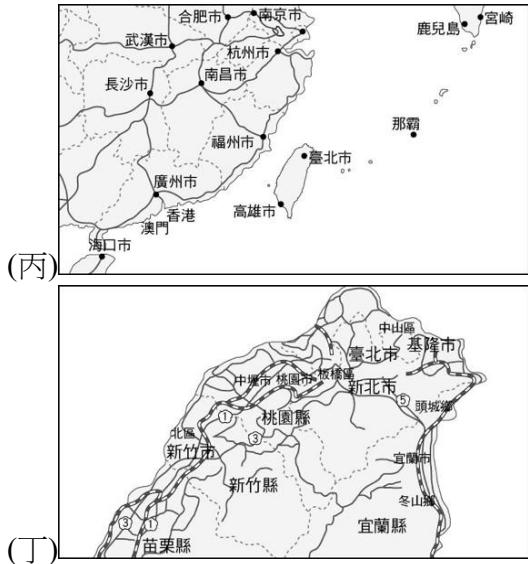 合肥市 南京市
鹿兒島 宮崎
武漢市
杭州市
長沙市 南昌市
那霸
福州市
臺北市
廣州市
香港 高雄市
澳門
海口市
(丙)
中山區
基隆市
臺北市
中壢市 桃園市 板橋區
新北市
5
頭城鄉
1
桃園縣
北區
3
新竹市
宜蘭市
新竹縣
冬山鄉
3 1
宜蘭縣
苗栗縣
(丁)